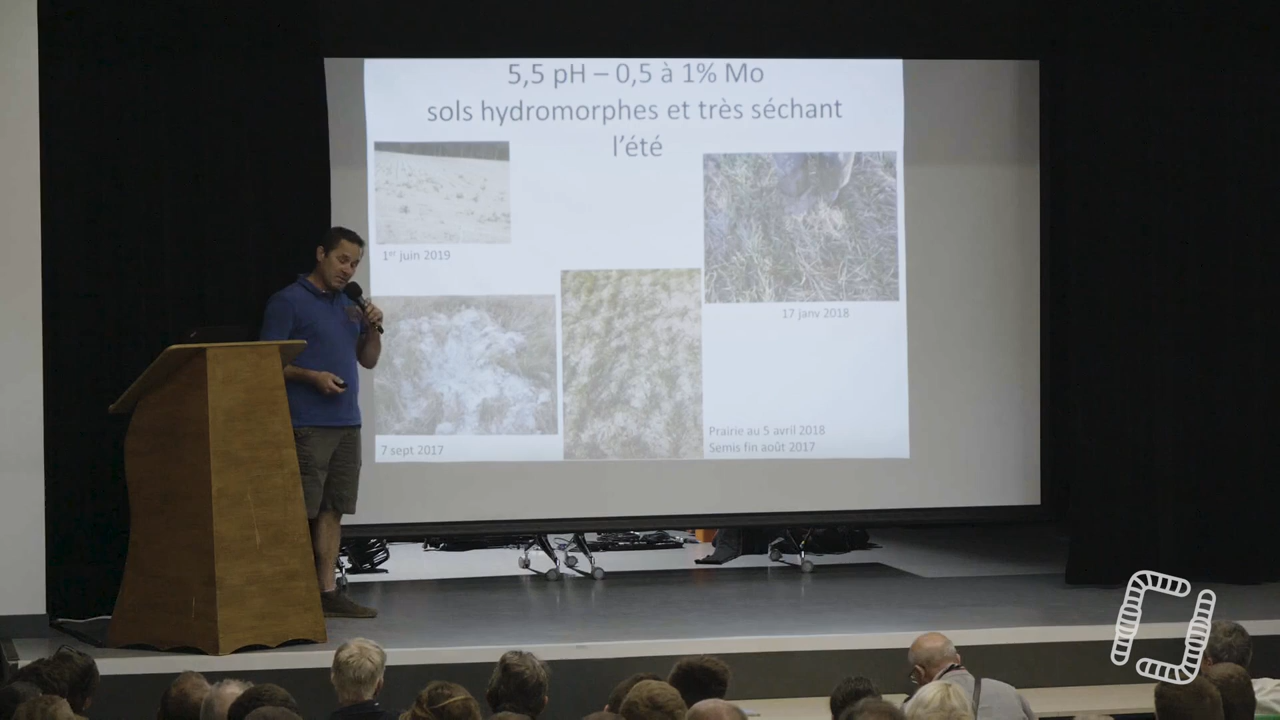 5,5 pH – 0,5 à 1% Mo
sols hydromorphes et très séchant
l'été
1er juin 2019
17 janv 2018
7 sept 2017
Prairie au 5 avril 2018
Semis fin août 2017